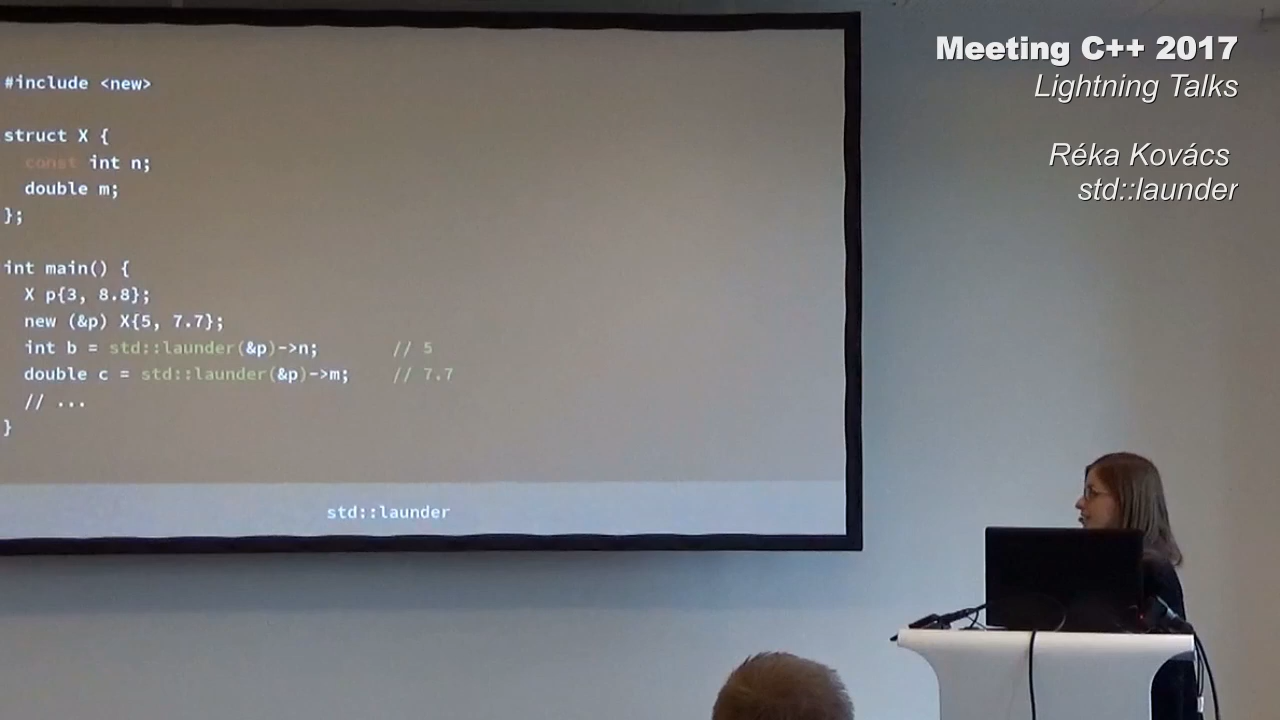 #include <new>
struct X {
const int n;
double m;
};
int main() {
X p{3, 8.8};
new (&p) X{5, 7.7};
int b = std::launder(&p)->n; // 5
double c = std::launder(&p)->m; // 7.7
// ...
}
std::launder
Meeting C++ 2017
Lightning Talks
Réka Kovács
std::launder